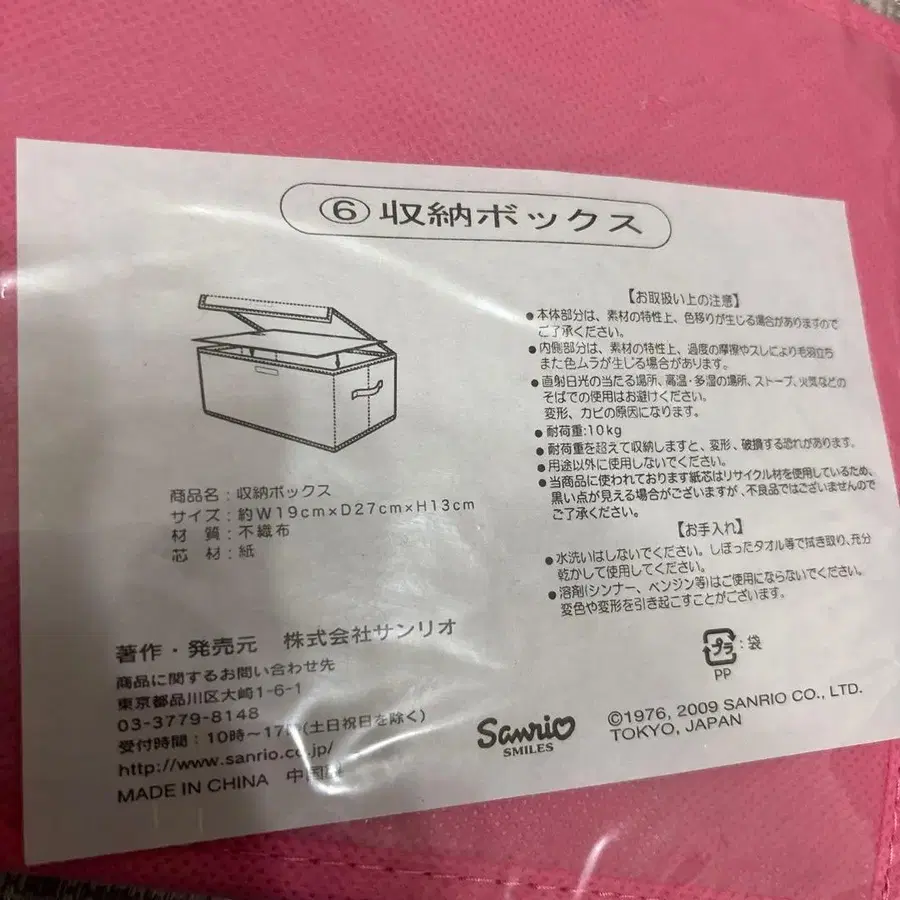 ⑥収納ボックス
商品名：収納ボックス
サイズ：約W19cm×D27cm×H13cm
材　質：不織布
芯　材：紙
著作・発売元　株式会社サンリオ
商品に関するお問い合わせ先
東京都品川区大崎1-6-1
03-3779-8148
受付時間：10時〜17時(土日祝日を除く)
http://www.sanrio.co.jp/
MADE IN CHINA　中国製
【お取扱い上の注意】
●本体部分は、素材の特性上、色移りが生じる場合がありますので
ご了承ください。
●内側部分は、素材の特性上、過度の摩擦やスレにより毛羽立ち
また色ムラが生じる場合があります。
●直射日光の当たる場所、高温・多湿の場所、ストーブ、火気などの
そばでの使用はお避けください。
変形、カビの原因になります。
●耐荷重:10kg
●耐荷重を超えて収納しますと、変形、破損する恐れがあります。
●用途以外に使用しないでください。
●当商品に使われております紙芯はリサイクル材を使用しているため、
黒い点が見える場合がございますが、不良品ではございませんので
ご了承ください。
【お手入れ】
●水洗いはしないでください。しぼったタオル等で拭き取り、充分
乾かして使用してください。
●溶剤(シンナー、ベンジン等)はご使用にならないでください。
変色や変形を引き起こすことがございます。
プラ：袋
PP
Sanrio
SMILES
©1976, 2009 SANRIO CO., LTD.
TOKYO, JAPAN